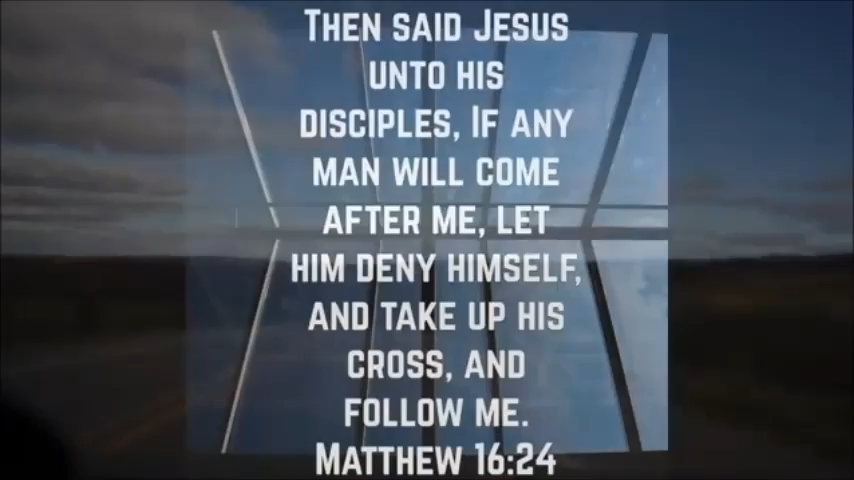 Then said Jesus
unto his
disciples, If any
man will come
after me, let
him deny himself,
and take up his
cross, and
follow me.
Matthew 16:24